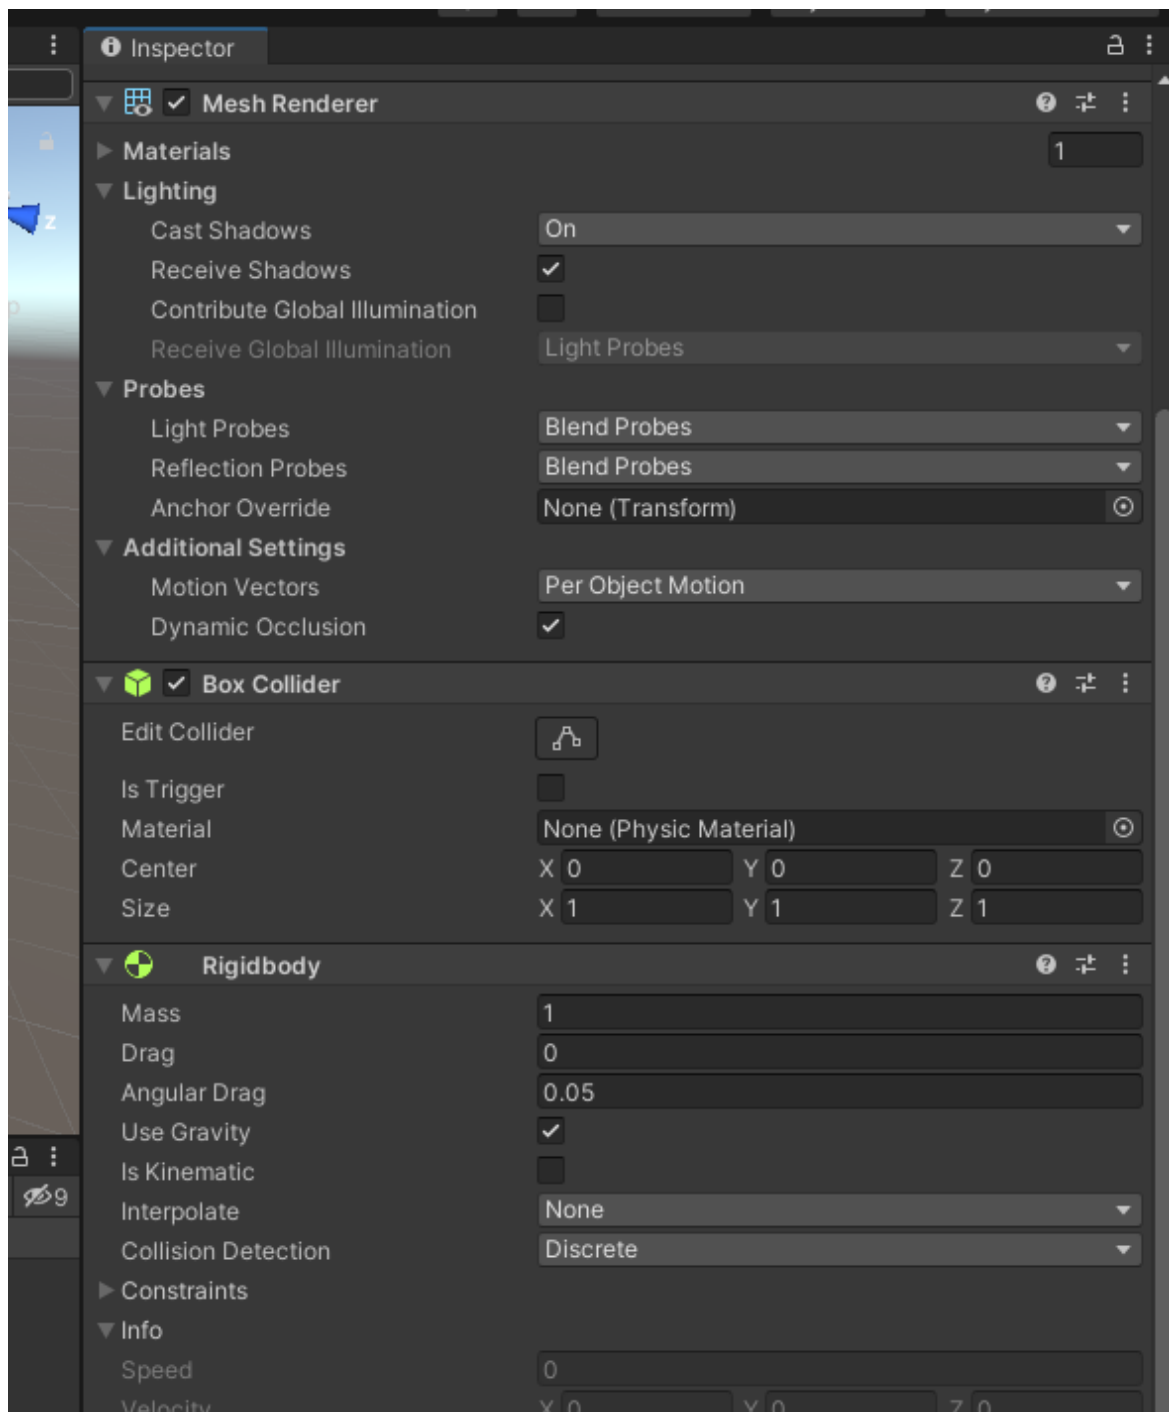 Inspector
Mesh Renderer
Materials 1
Lighting
Cast Shadows On
Receive Shadows
Contribute Global Illumination
Receive Global Illumination Light Probes
Probes
Light Probes Blend Probes
Reflection Probes Blend Probes
Anchor Override None (Transform)
Additional Settings
Motion Vectors Per Object Motion
Dynamic Occlusion
Box Collider
Edit Collider
Is Trigger
Material None (Physic Material)
Center X 0 Y 0 Z 0
Size X 1 Y 1 Z 1
Rigidbody
Mass 1
Drag 0
Angular Drag 0.05
Use Gravity
Is Kinematic
Interpolate None
Collision Detection Discrete
Constraints
Info
Speed 0
Velocity X 0 Y 0 Z 0
z
9